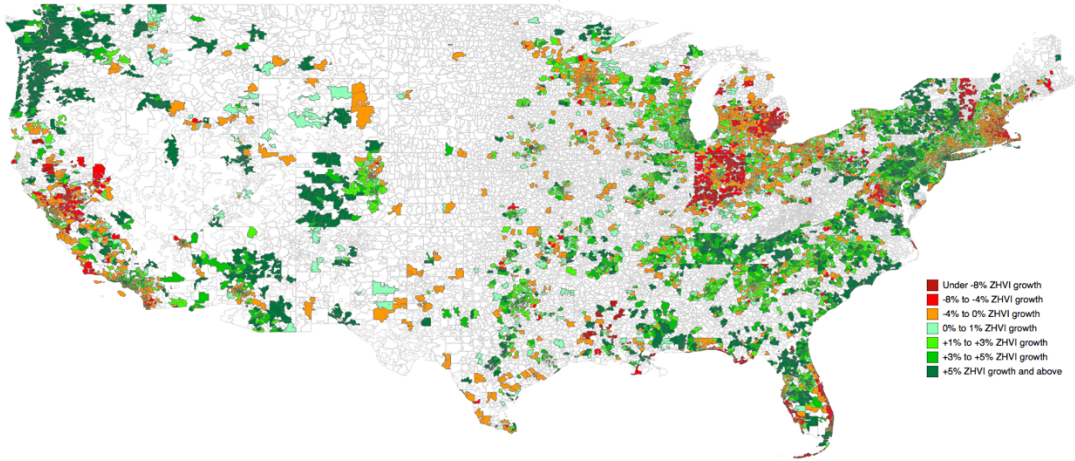 Under -8% ZHVI growth
-8% to -4% ZHVI growth
-4% to 0% ZHVI growth
0% to 1% ZHVI growth
+1% to +3% ZHVI growth
+3% to +5% ZHVI growth
+5% ZHVI growth and above